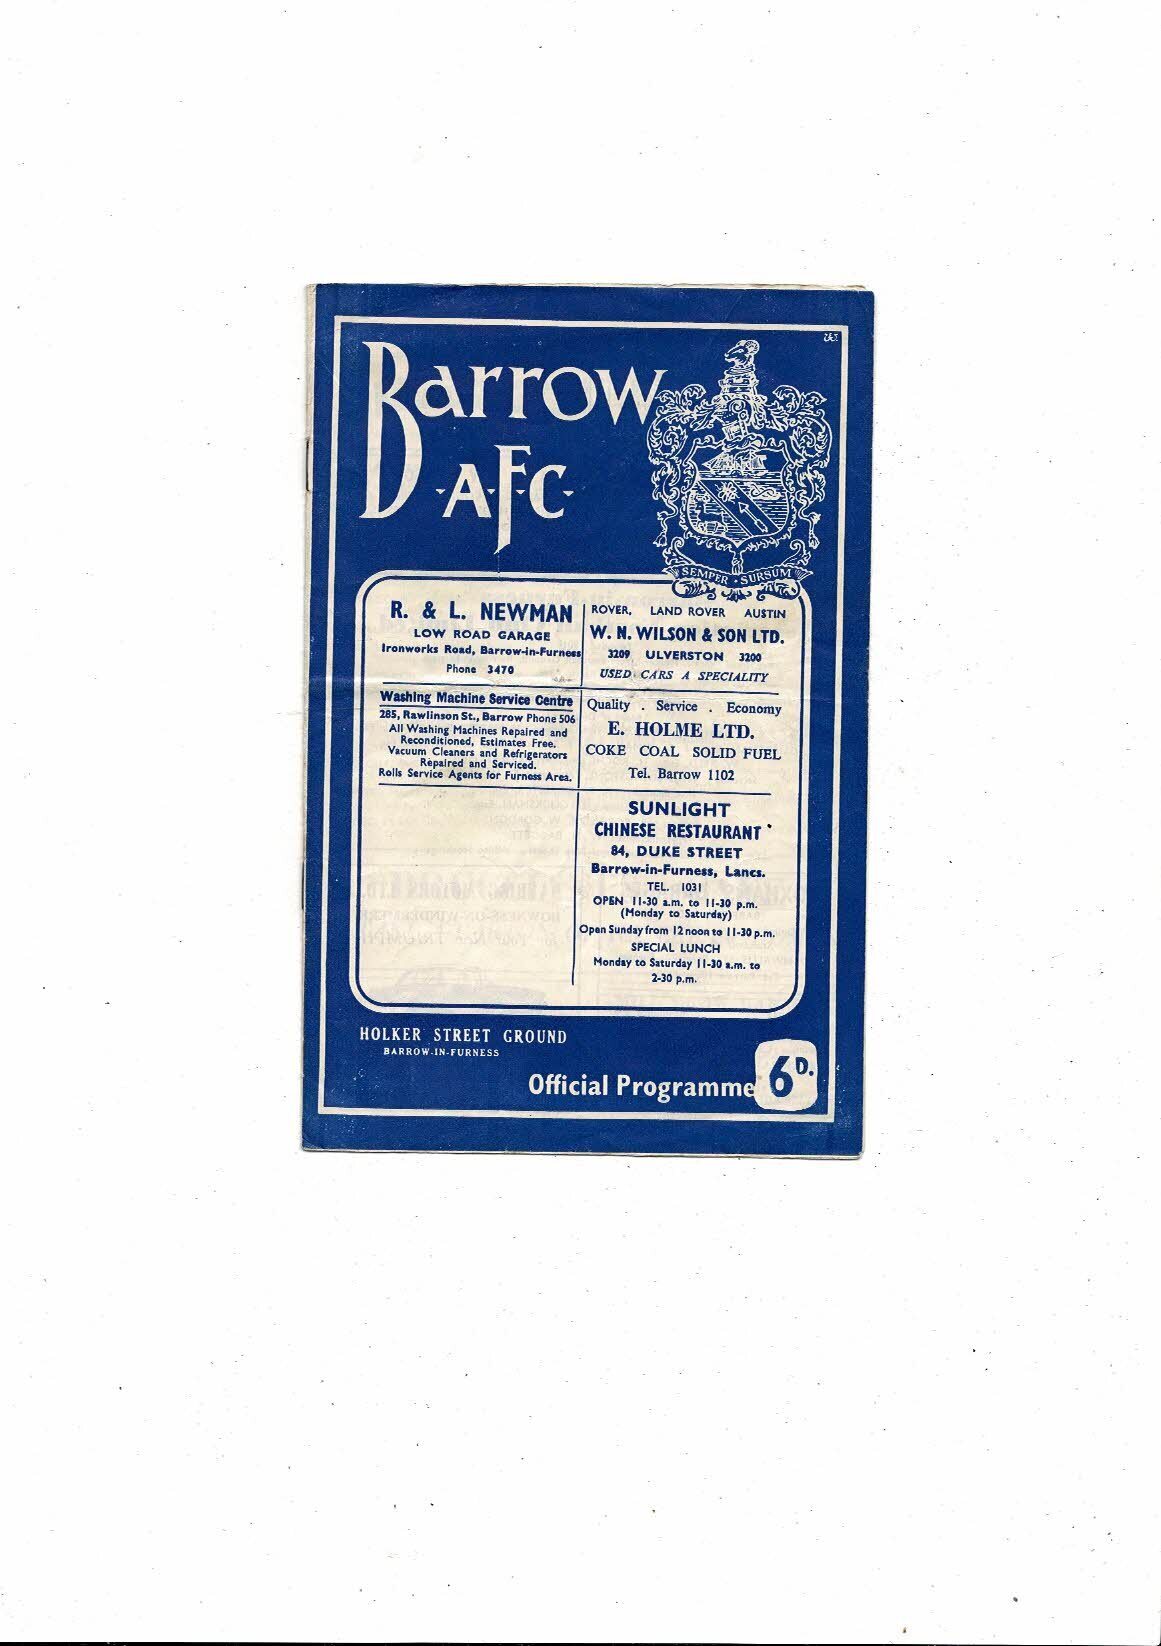 Barrow
A.F.C.
SEMPER • SURSUM
R. & L. NEWMAN
LOW ROAD GARAGE
Ironworks Road, Barrow-in-Furness
Phone 3470
ROVER, LAND ROVER AUSTIN
W. N. WILSON & SON LTD.
3209 ULVERSTON 3200
USED CARS A SPECIALITY
Washing Machine Service Centre
285, Rawlinson St., Barrow Phone 506
All Washing Machines Repaired and
Reconditioned, Estimates Free.
Vacuum Cleaners and Refrigerators
Repaired and Serviced.
Rolls Service Agents for Furness Area.
Quality . Service . Economy
E. HOLME LTD.
COKE COAL SOLID FUEL
Tel. Barrow 1102
SUNLIGHT
CHINESE RESTAURANT
84, DUKE STREET
Barrow-in-Furness, Lancs.
TEL. 1031
OPEN 11-30 a.m. to 11-30 p.m.
(Monday to Saturday)
Open Sunday from 12 noon to 11-30 p.m.
SPECIAL LUNCH
Monday to Saturday 11-30 a.m. to
2-30 p.m.
HOLKER STREET GROUND
BARROW-IN-FURNESS
Official Programme 6D.